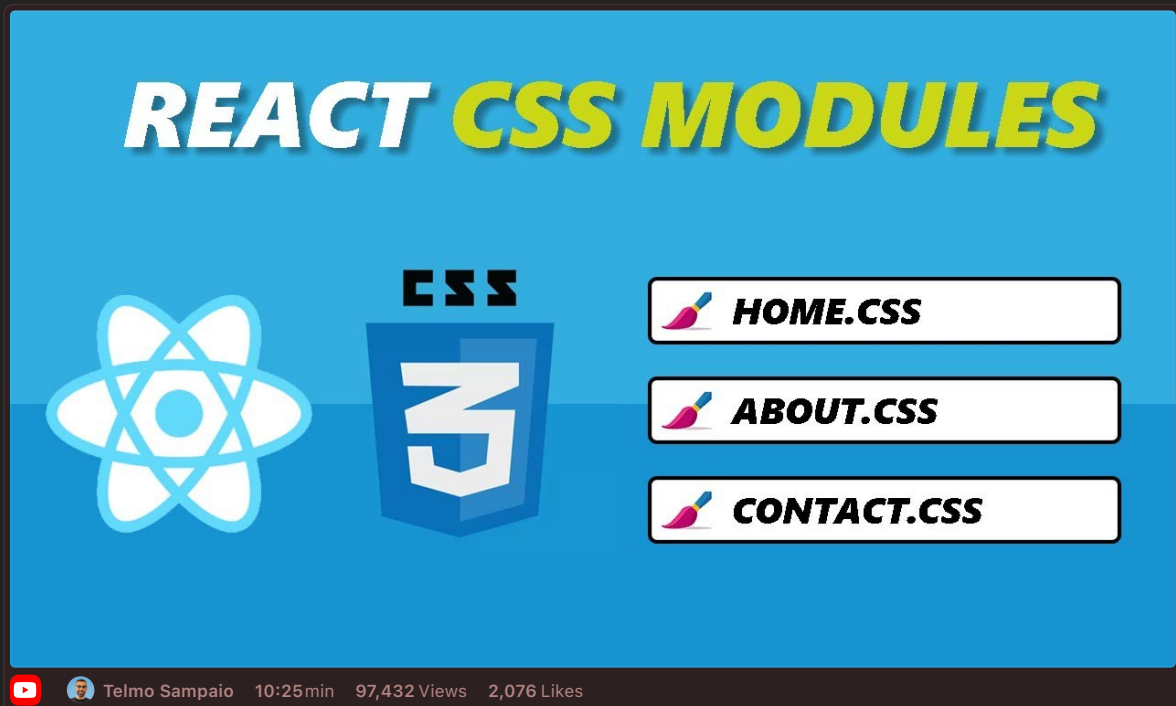 REACT CSS MODULES
CSS
3
HOME.CSS
ABOUT.CSS
CONTACT.CSS
Telmo Sampaio 10:25min 97,432 Views 2,076 Likes